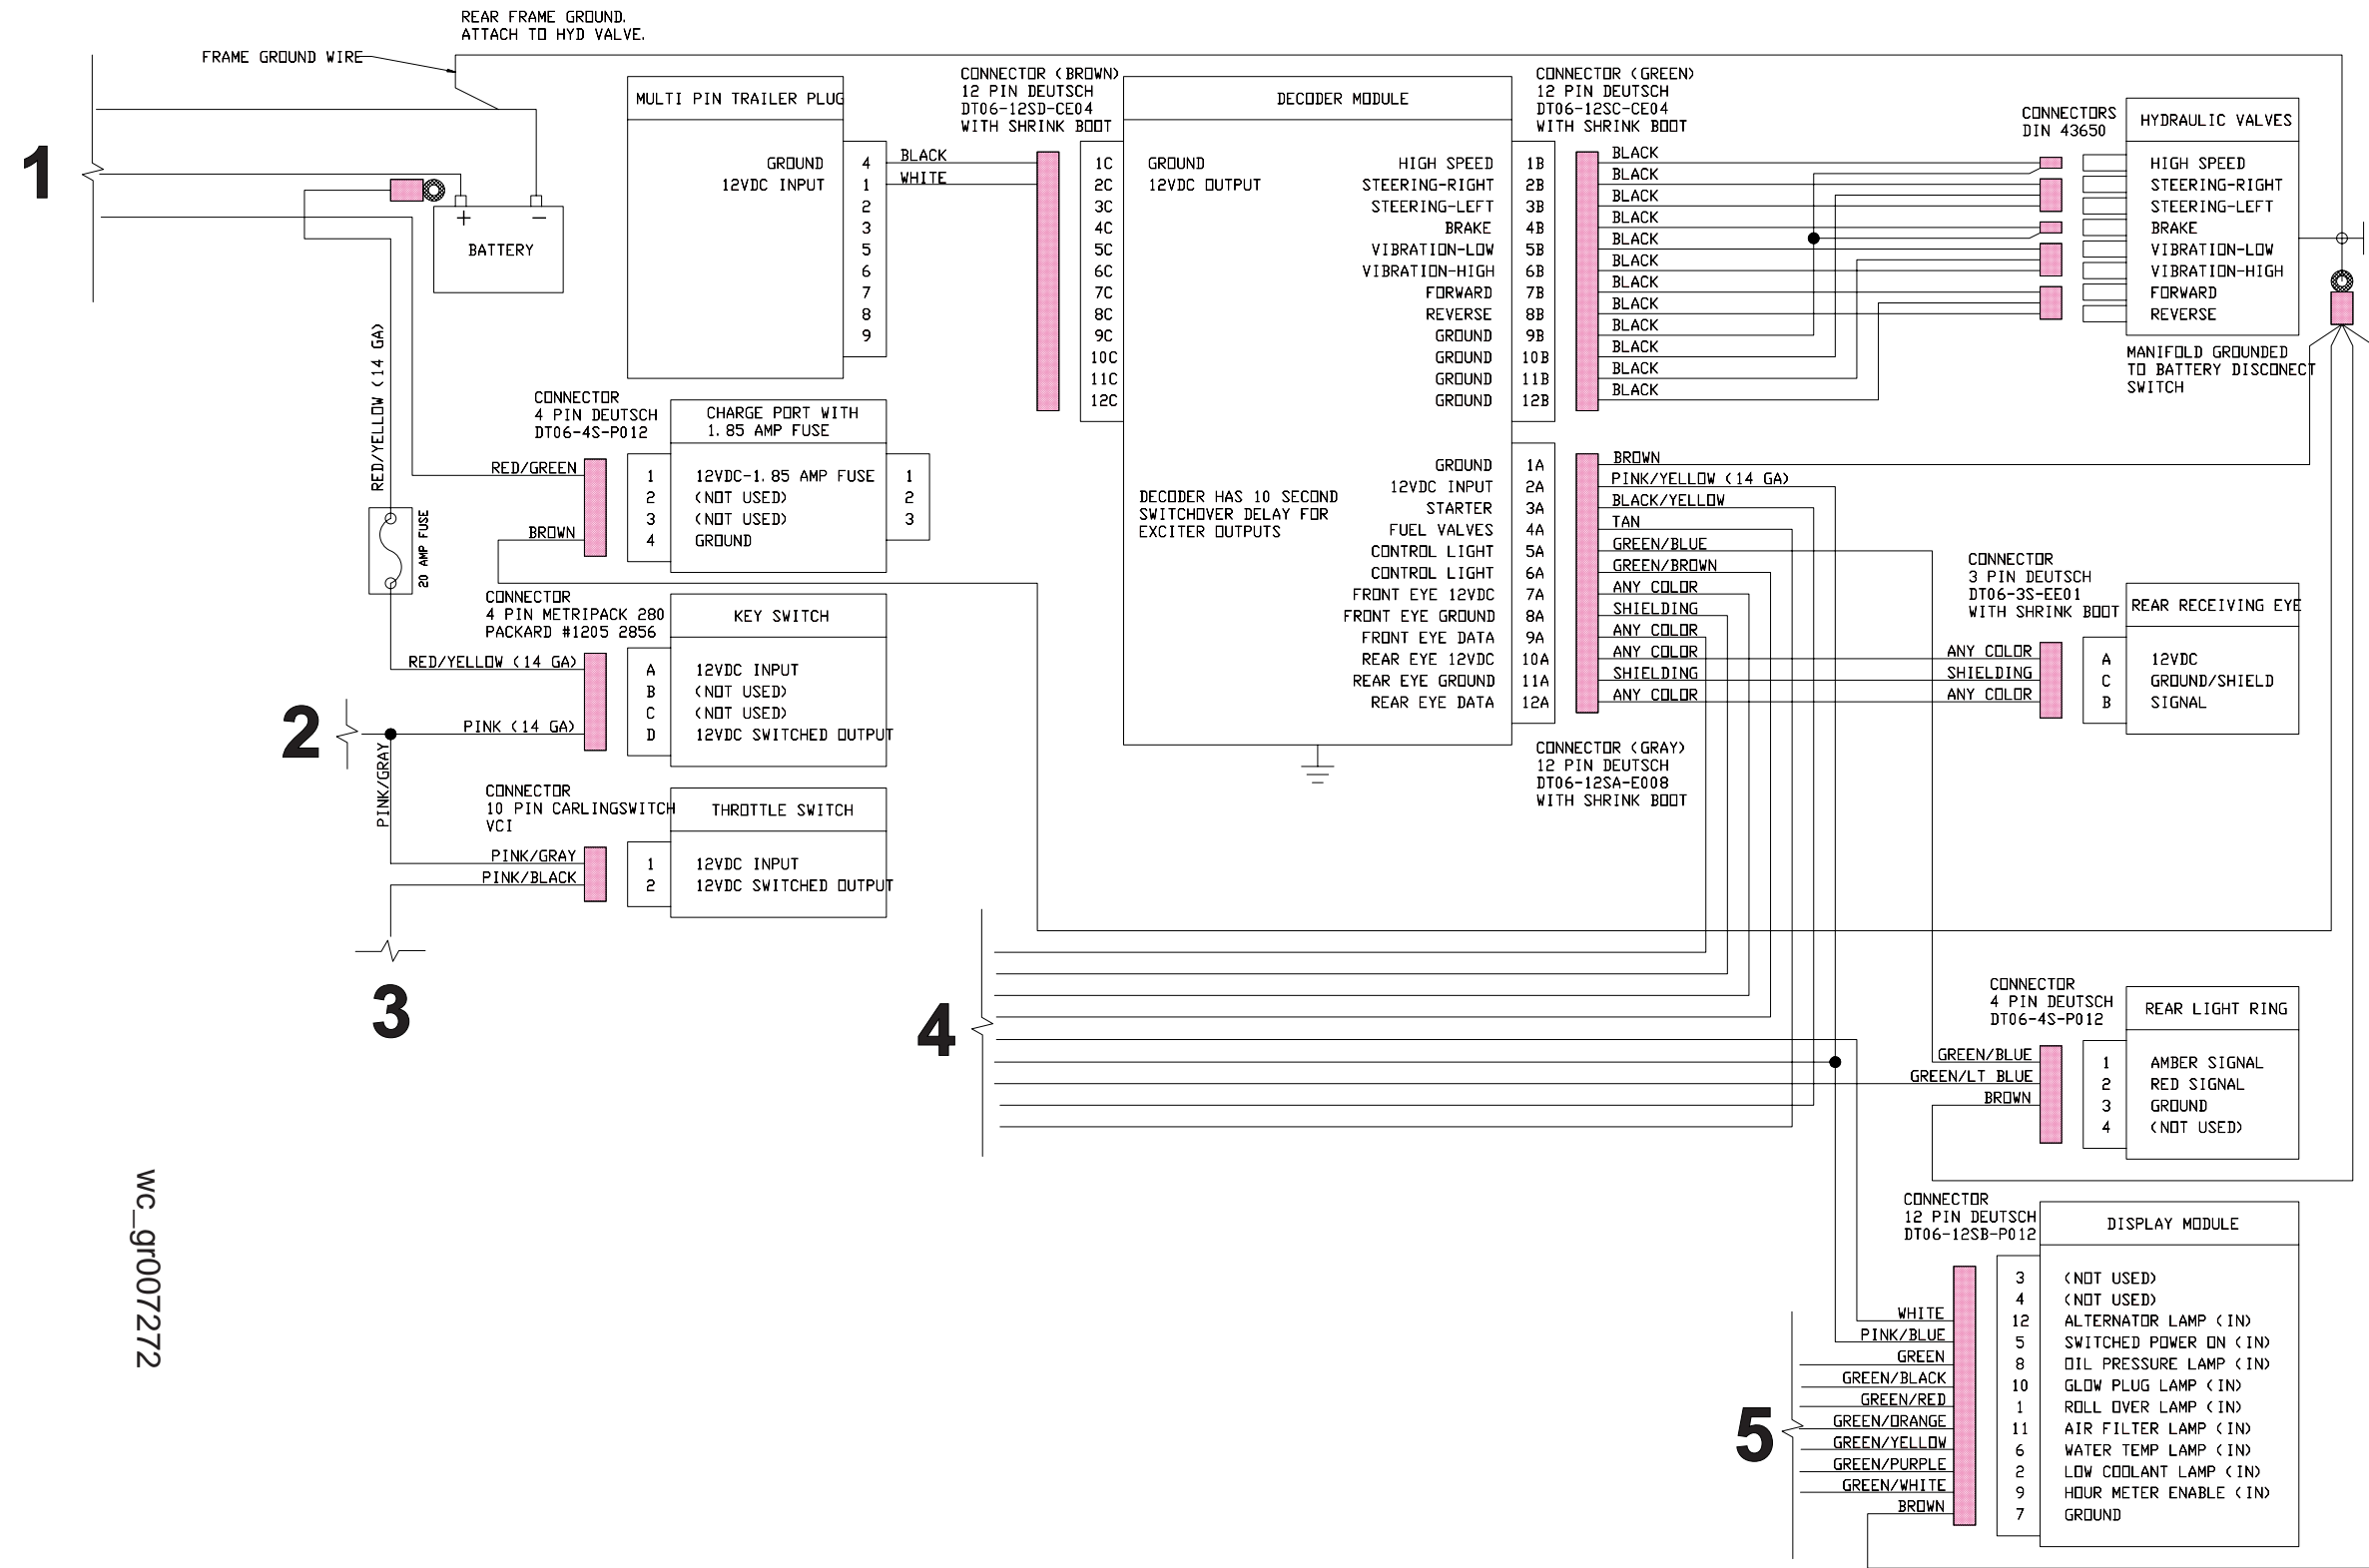 REAR FRAME GROUND.
ATTACH TO HYD VALVE.
FRAME GROUND WIRE
1
+
-
BATTERY
RED/YELLOW (14 GA)
20 AMP FUSE
MULTI PIN TRAILER PLUG
GROUND 4 BLACK
12VDC INPUT 1 WHITE
2
3
5
6
7
8
9
CONNECTOR (BROWN)
12 PIN DEUTSCH
DT06-12SD-CE04
WITH SHRINK BOOT
DECODER MODULE
1C GROUND
2C 12VDC OUTPUT
3C
4C
5C
6C
7C
8C
9C
10C
11C
12C
DECODER HAS 10 SECOND
SWITCHOVER DELAY FOR
EXCITER OUTPUTS
CONNECTOR (GREEN)
12 PIN DEUTSCH
DT06-12SC-CE04
WITH SHRINK BOOT
HIGH SPEED 1B BLACK
STEERING-RIGHT 2B BLACK
STEERING-LEFT 3B BLACK
BRAKE 4B BLACK
VIBRATION-LOW 5B BLACK
VIBRATION-HIGH 6B BLACK
FORWARD 7B BLACK
REVERSE 8B BLACK
GROUND 9B BLACK
GROUND 10B BLACK
GROUND 11B BLACK
GROUND 12B BLACK
CONNECTORS
DIN 43650
HYDRAULIC VALVES
HIGH SPEED
STEERING-RIGHT
STEERING-LEFT
BRAKE
VIBRATION-LOW
VIBRATION-HIGH
FORWARD
REVERSE
MANIFOLD GROUNDED
TO BATTERY DISCONECT
SWITCH
GROUND 1A BROWN
12VDC INPUT 2A PINK/YELLOW (14 GA)
STARTER 3A BLACK/YELLOW
FUEL VALVES 4A TAN
CONTROL LIGHT 5A GREEN/BLUE
CONTROL LIGHT 6A GREEN/BROWN
FRONT EYE 12VDC 7A ANY COLOR
FRONT EYE GROUND 8A SHIELDING
FRONT EYE DATA 9A ANY COLOR
REAR EYE 12VDC 10A ANY COLOR
REAR EYE GROUND 11A SHIELDING
REAR EYE DATA 12A ANY COLOR
CONNECTOR (GRAY)
12 PIN DEUTSCH
DT06-12SA-E008
WITH SHRINK BOOT
CONNECTOR
3 PIN DEUTSCH
DT06-3S-EE01
WITH SHRINK BOOT
REAR RECEIVING EYE
ANY COLOR A 12VDC
SHIELDING C GROUND/SHIELD
ANY COLOR B SIGNAL
CONNECTOR
4 PIN DEUTSCH
DT06-4S-P012
CHARGE PORT WITH
1.85 AMP FUSE
RED/GREEN 1 12VDC-1.85 AMP FUSE 1
2 (NOT USED) 2
3 (NOT USED) 3
BROWN 4 GROUND
CONNECTOR
4 PIN METRIPACK 280
PACKARD #1205 2856
KEY SWITCH
RED/YELLOW (14 GA) A 12VDC INPUT
B (NOT USED)
C (NOT USED)
PINK (14 GA) D 12VDC SWITCHED OUTPUT
2
PINK/GRAY
CONNECTOR
10 PIN CARLINGSWITCH
VCI
THROTTLE SWITCH
PINK/GRAY 1 12VDC INPUT
PINK/BLACK 2 12VDC SWITCHED OUTPUT
3
4
CONNECTOR
4 PIN DEUTSCH
DT06-4S-P012
REAR LIGHT RING
GREEN/BLUE 1 AMBER SIGNAL
GREEN/LT BLUE 2 RED SIGNAL
BROWN 3 GROUND
4 (NOT USED)
CONNECTOR
12 PIN DEUTSCH
DT06-12SB-P012
DISPLAY MODULE
3 (NOT USED)
4 (NOT USED)
WHITE 12 ALTERNATOR LAMP (IN)
PINK/BLUE 5 SWITCHED POWER ON (IN)
GREEN 8 OIL PRESSURE LAMP (IN)
GREEN/BLACK 10 GLOW PLUG LAMP (IN)
GREEN/RED 1 ROLL OVER LAMP (IN)
GREEN/ORANGE 11 AIR FILTER LAMP (IN)
GREEN/YELLOW 6 WATER TEMP LAMP (IN)
GREEN/PURPLE 2 LOW COOLANT LAMP (IN)
GREEN/WHITE 9 HOUR METER ENABLE (IN)
BROWN 7 GROUND
5
wc_gr007272